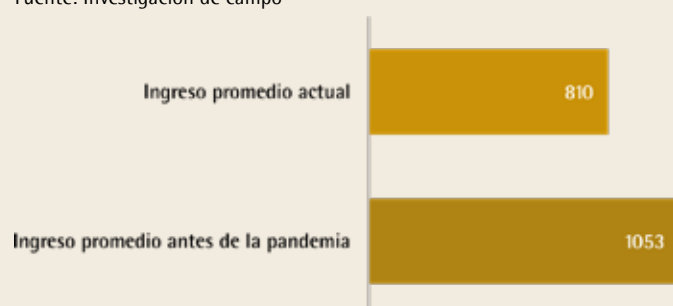 Fuente: Investigación de campo
Ingreso promedio actual
810
Ingreso promedio antes de la pandemia
1053